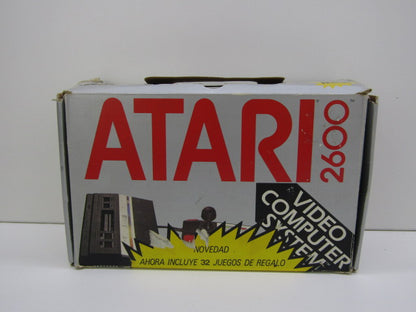 ATARI
2600
VIDEO
COMPUTER
SYSTEM
NOVEDAD
AHORA INCLUYE 32 JUEGOS DE REGALO